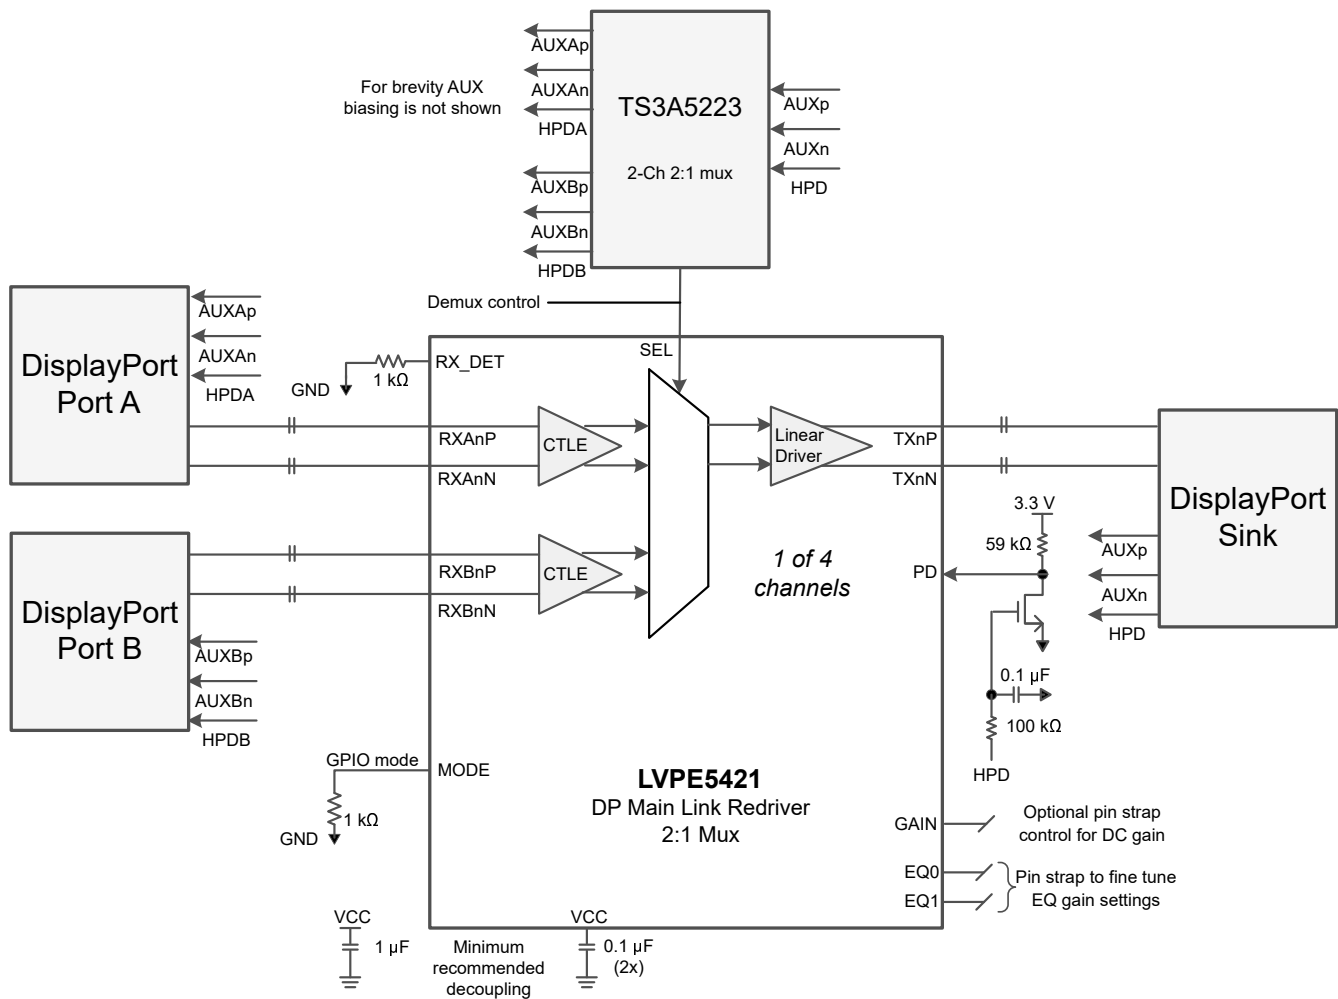 AUXAp
For brevity AUX
biasing is not shown
AUXAn
HPDA
TS3A5223
AUXp
AUXn
HPD
2-Ch 2:1 mux
AUXBp
AUXBn
HPDB
Demux control
DisplayPort
Port A
AUXAp
AUXAn
HPDA
GND
1 kΩ
RX_DET
SEL
RXAnP
RXAnN
CTLE
Linear
Driver
TXnP
TXnN
DisplayPort
Sink
AUXp
AUXn
HPD
DisplayPort
Port B
AUXBp
AUXBn
HPDB
RXBnP
RXBnN
CTLE
1 of 4
channels
PD
3.3 V
59 kΩ
0.1 µF
100 kΩ
HPD
GPIO mode
MODE
1 kΩ
GND
LVPE5421
DP Main Link Redriver
2:1 Mux
GAIN
Optional pin strap
control for DC gain
EQ0
EQ1
Pin strap to fine tune
EQ gain settings
VCC
1 µF
Minimum
recommended
decoupling
VCC
0.1 µF
(2x)